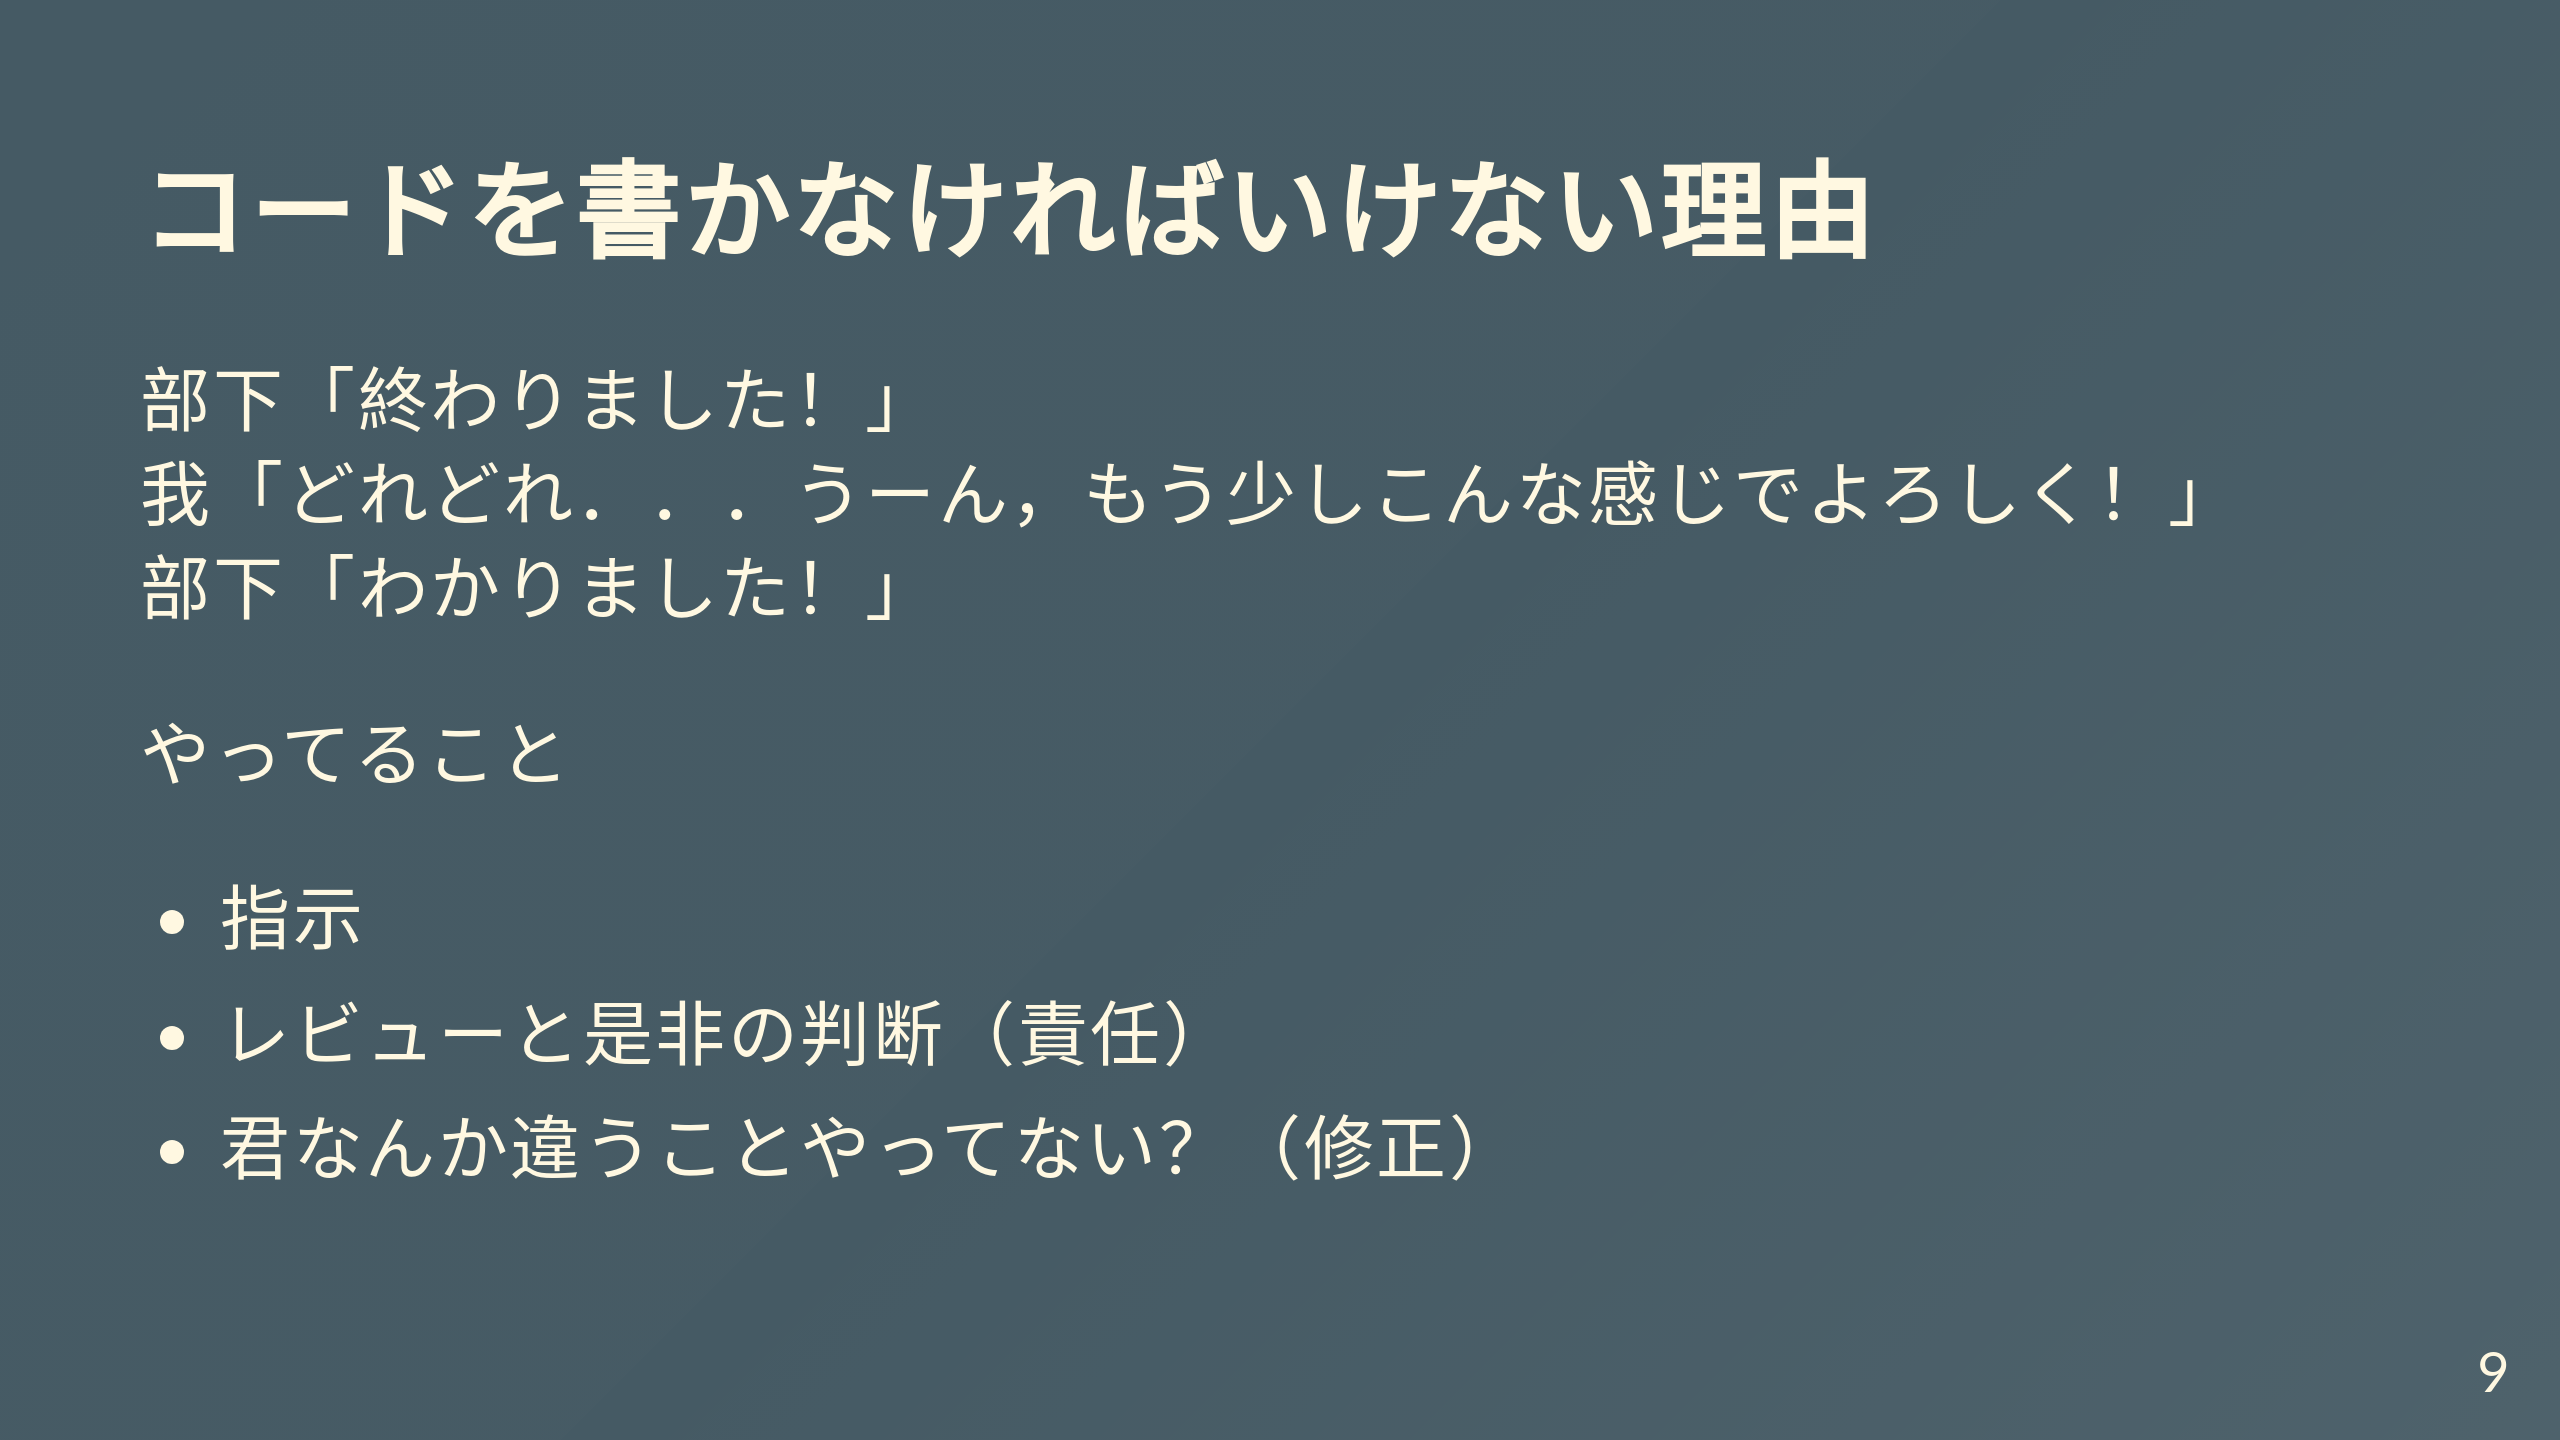 コードを書かなければいけない理由
部下「終わりました！」
我「どれどれ．．．うーん，もう少しこんな感じでよろしく！」
部下「わかりました！」
やってること
• 指示
• レビューと是非の判断（責任）
• 君なんか違うことやってない？（修正）
9